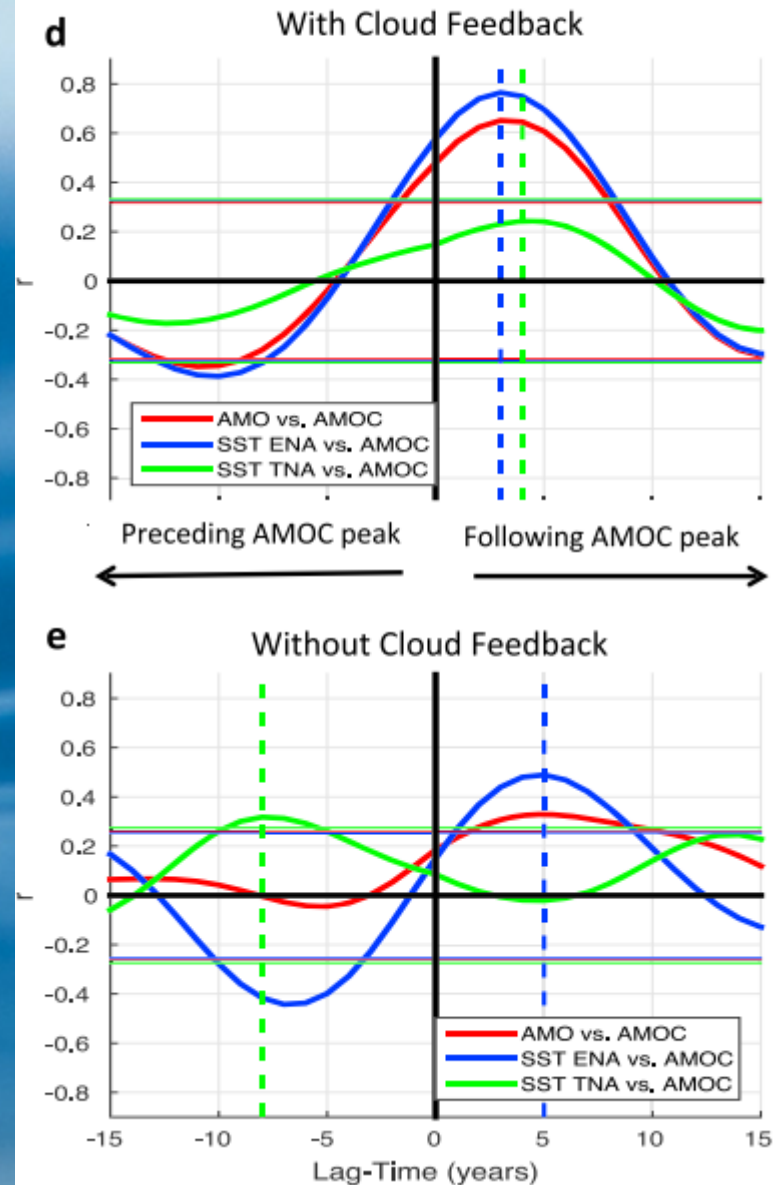 d
With Cloud Feedback
0.8
0.6
0.4
0.2
0
-0.2
-0.4
-0.6
-0.8
r
AMO vs. AMOC
SST ENA vs. AMOC
SST TNA vs. AMOC
Preceding AMOC peak
Following AMOC peak
e
Without Cloud Feedback
0.8
0.6
0.4
0.2
0
-0.2
-0.4
-0.6
-0.8
r
AMO vs. AMOC
SST ENA vs. AMOC
SST TNA vs. AMOC
-15 -10 -5 0 5 10 15
Lag-Time (years)